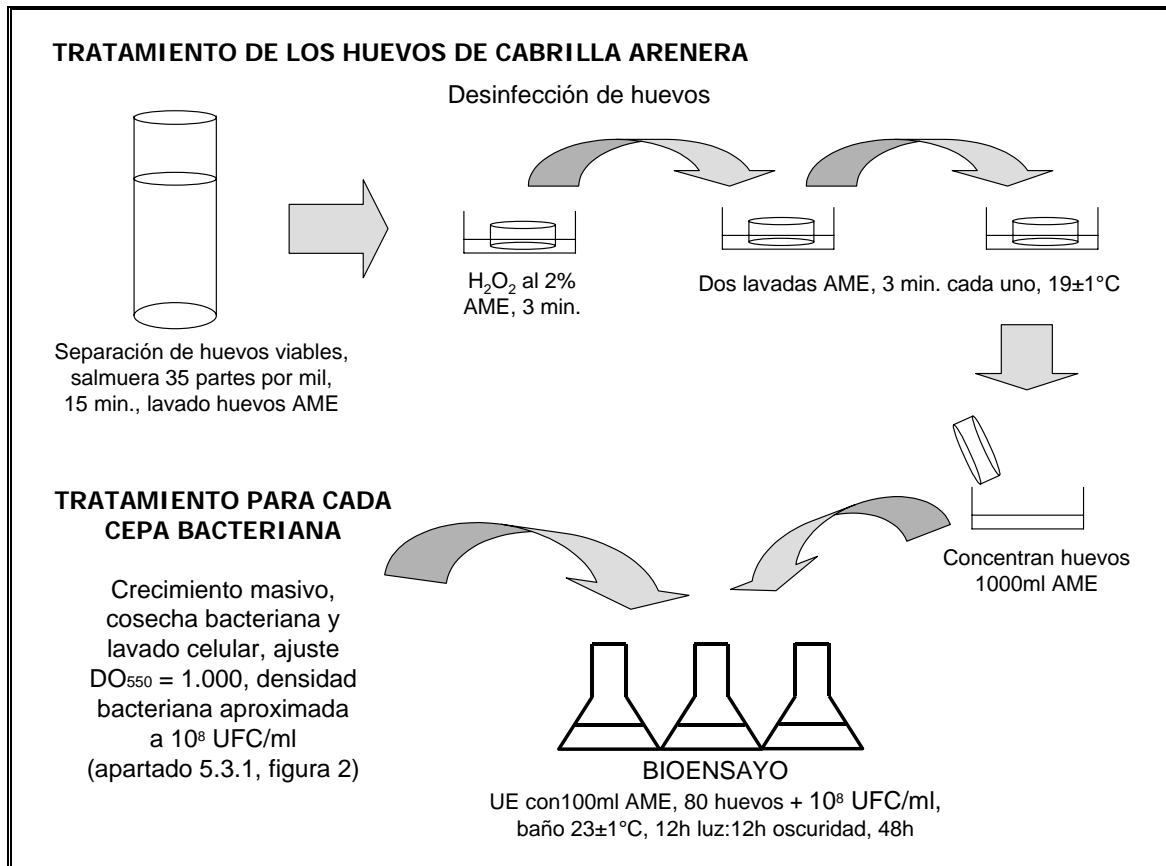 TRATAMIENTO DE LOS HUEVOS DE CABRILLA ARENERA
Desinfección de huevos
H₂O₂ al 2%
AME, 3 min.
Dos lavadas AME, 3 min. cada uno, 19±1°C
Separación de huevos viables,
salmuera 35 partes por mil,
15 min., lavado huevos AME
Concentran huevos
1000ml AME
TRATAMIENTO PARA CADA
CEPA BACTERIANA
Crecimiento masivo,
cosecha bacteriana y
lavado celular, ajuste
DO₅₅₀ = 1.000, densidad
bacteriana aproximada
a 10⁸ UFC/ml
(apartado 5.3.1, figura 2)
BIOENSAYO
UE con100ml AME, 80 huevos + 10⁸ UFC/ml,
baño 23±1°C, 12h luz:12h oscuridad, 48h